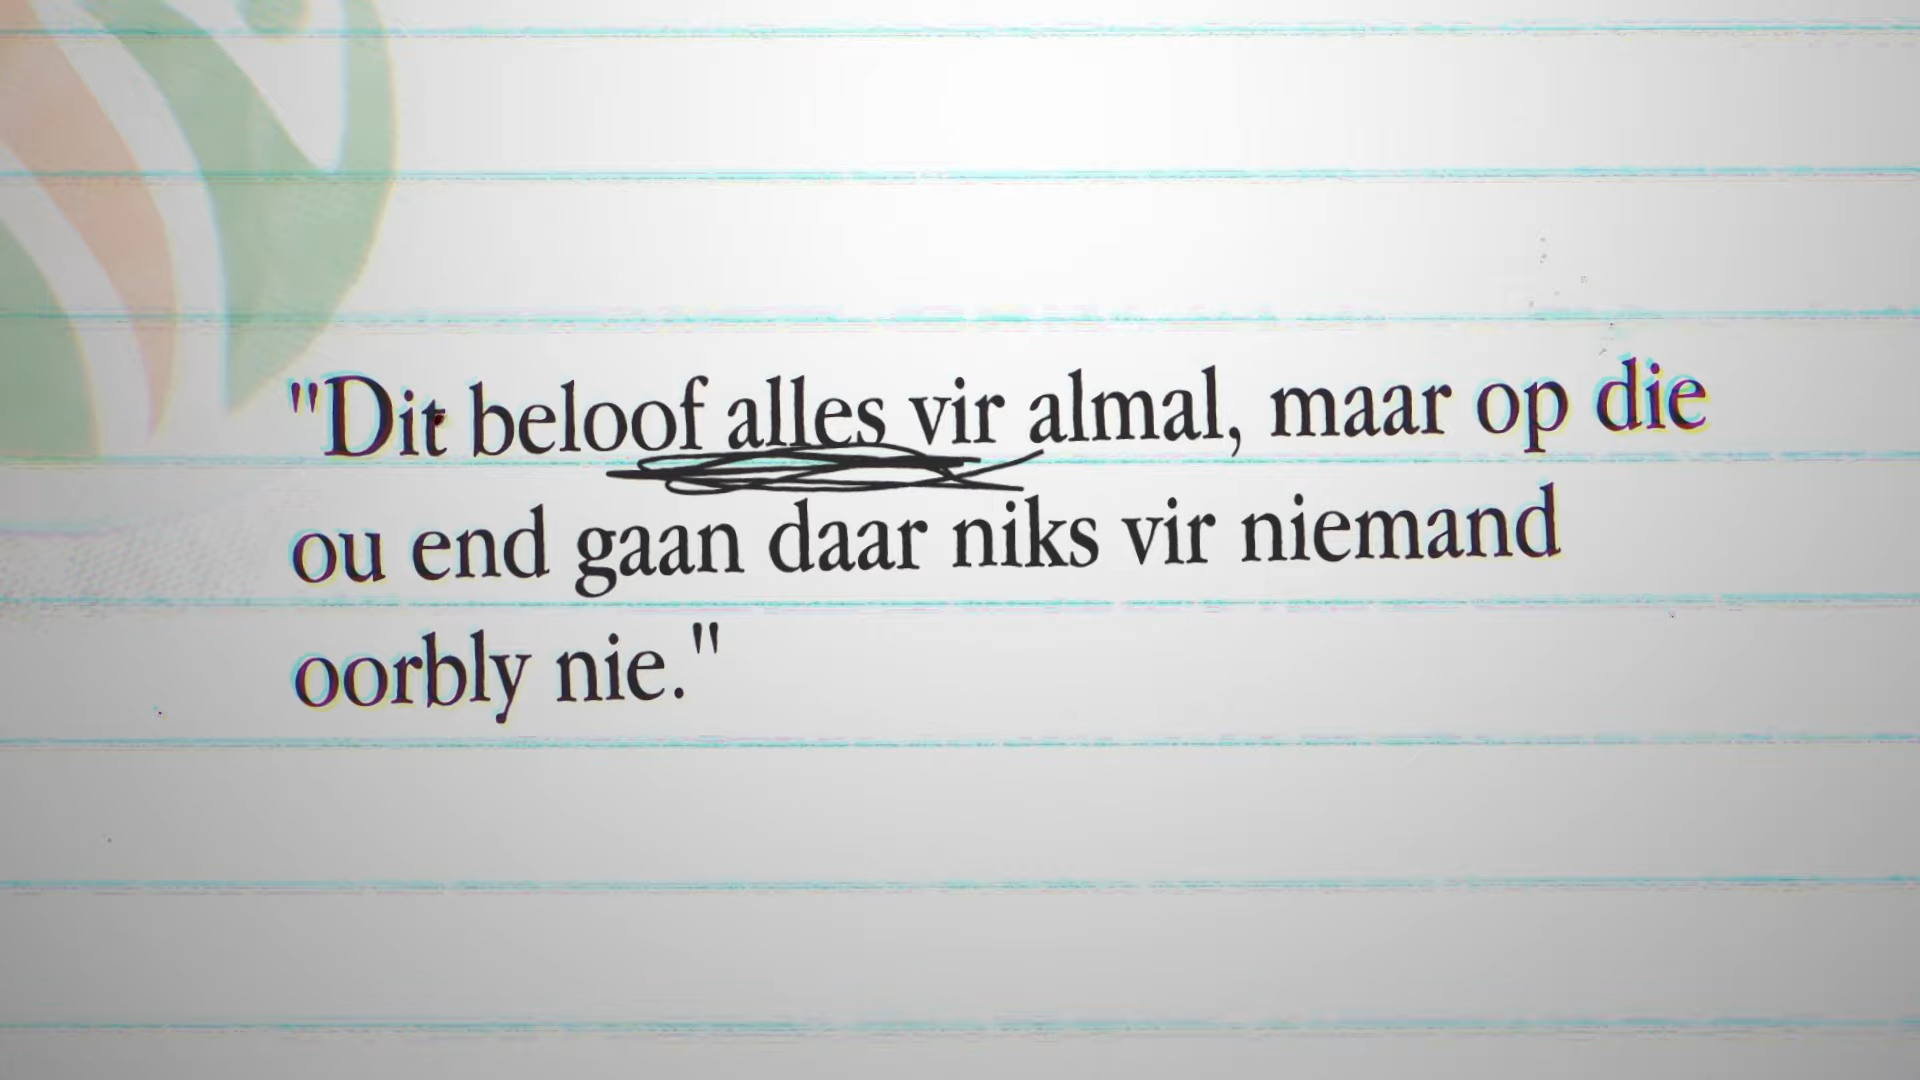 "Dit beloof alles vir almal, maar op die
ou end gaan daar niks vir niemand
oorbly nie."